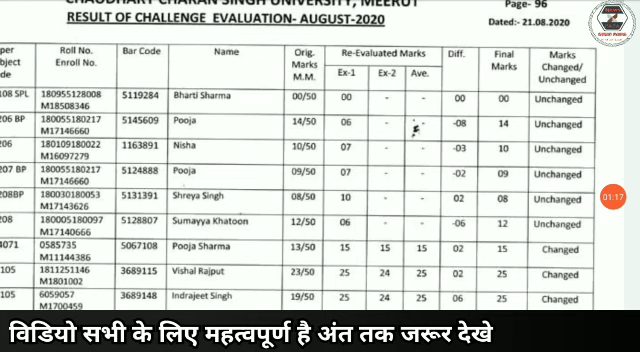 CHAUDHARY CHARAN SINGH UNIVERSITY, MEERUT
Page- 96
RESULT OF CHALLENGE EVALUATION- AUGUST-2020
Dated:- 21.08.2020
per Roll No. Bar Code Name Orig. Re-Evaluated Marks Diff. Final Marks
bject Enroll No. Marks Ex-1 Ex-2 Ave. Marks Changed/
de M.M. Unchanged
108 SPL 180955128008 5119284 Bharti Sharma 00/50 00 - - 00 00 Unchanged
M18508346
206 BP 180055180217 5145609 Pooja 14/50 06 - - -08 14 Unchanged
M17146660
206 180109180022 1163891 Nisha 10/50 07 - - -03 10 Unchanged
M16097279
207 BP 180055180217 5124888 Pooja 09/50 07 - - -02 09 Unchanged
M17146660
208BP 180030180053 5131391 Shreya Singh 08/50 10 - - 02 08 Unchanged
M17143626
208 180005180097 5128807 Sumayya Khatoon 12/50 06 - - -06 12 Unchanged
M17140666
4071 0585735 5067108 Pooja Sharma 13/50 15 15 15 02 15 Changed
M11144386
105 1811251146 3689115 Vishal Rajput 23/50 25 24 25 02 25 Changed
M1801002
105 6059057 3689148 Indrajeet Singh 19/50 25 24 25 06 25 Changed
M1700459
01:17
विडियो सभी के लिए महत्वपूर्ण है अंत तक जरूर देखे